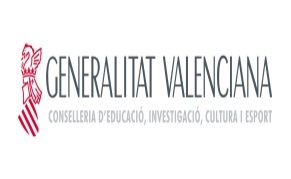 GENERALITAT VALENCIANA
CONSELLERIA D'EDUCACIÓ, INVESTIGACIÓ, CULTURA I ESPORT